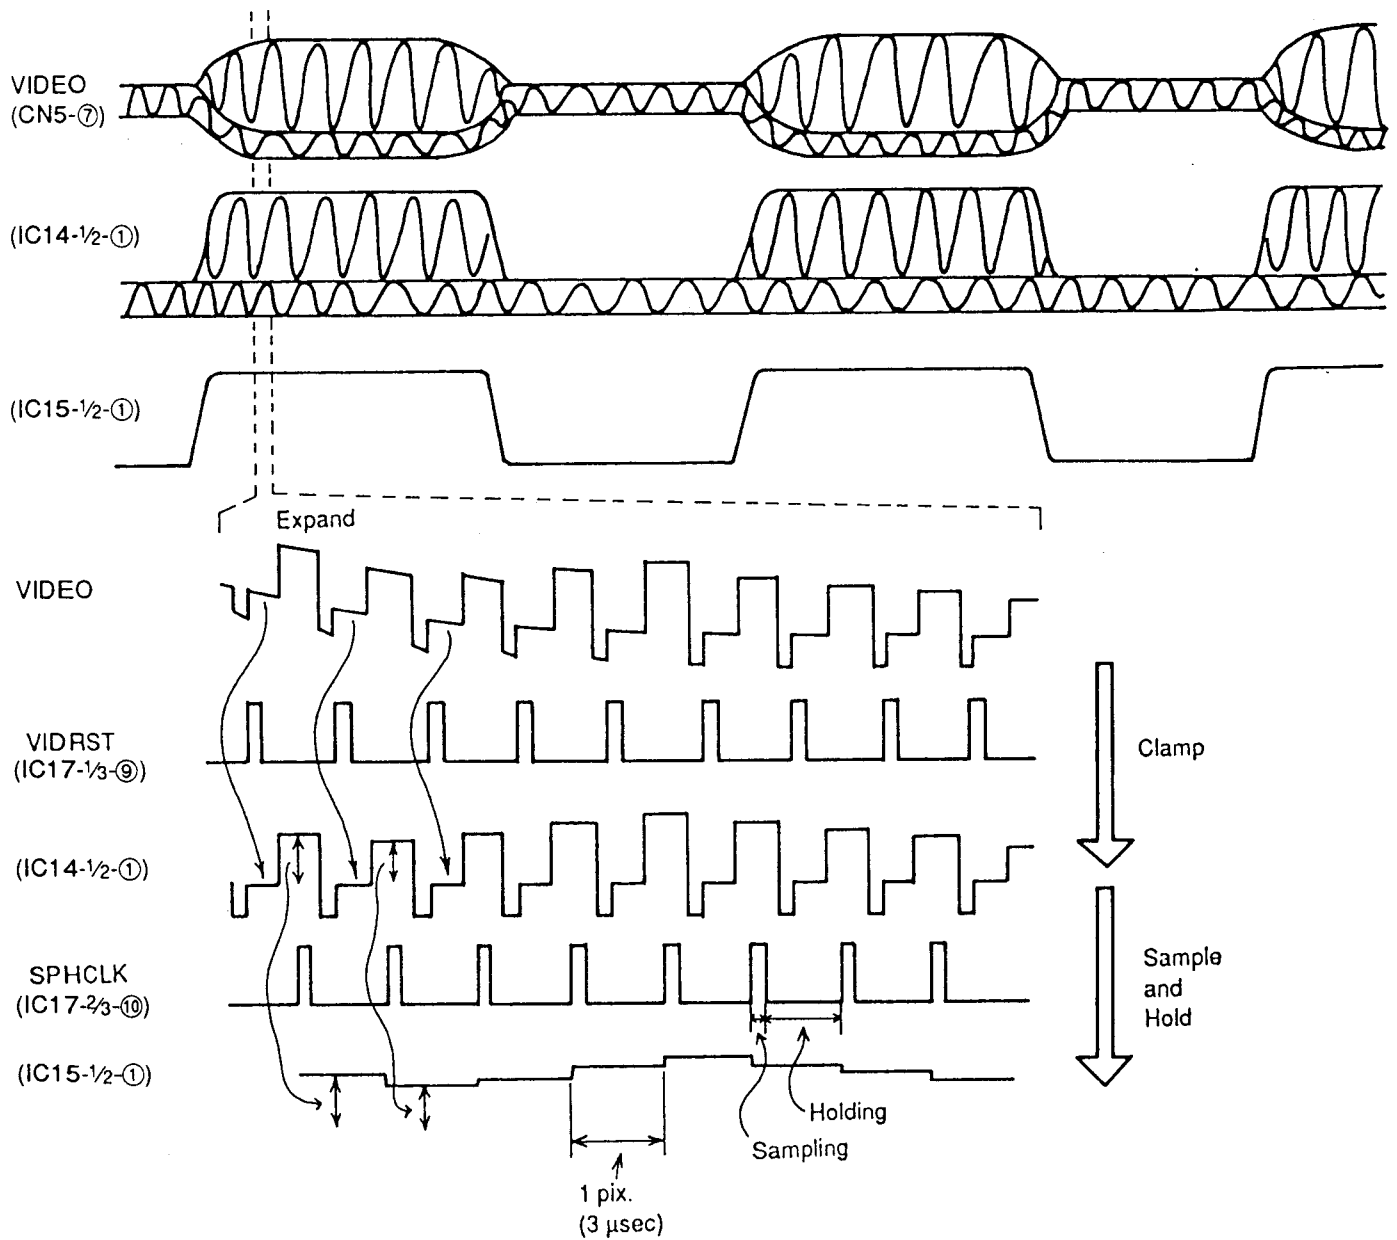 VIDEO
(CN5-⑦)
(IC14-½-①)
(IC15-½-①)
Expand
VIDEO
VIDRST
(IC17-⅓-⑨)
Clamp
(IC14-½-①)
SPHCLK
(IC17-⅔-⑩)
Sample
and
Hold
(IC15-½-①)
Holding
Sampling
1 pix.
(3 μsec)